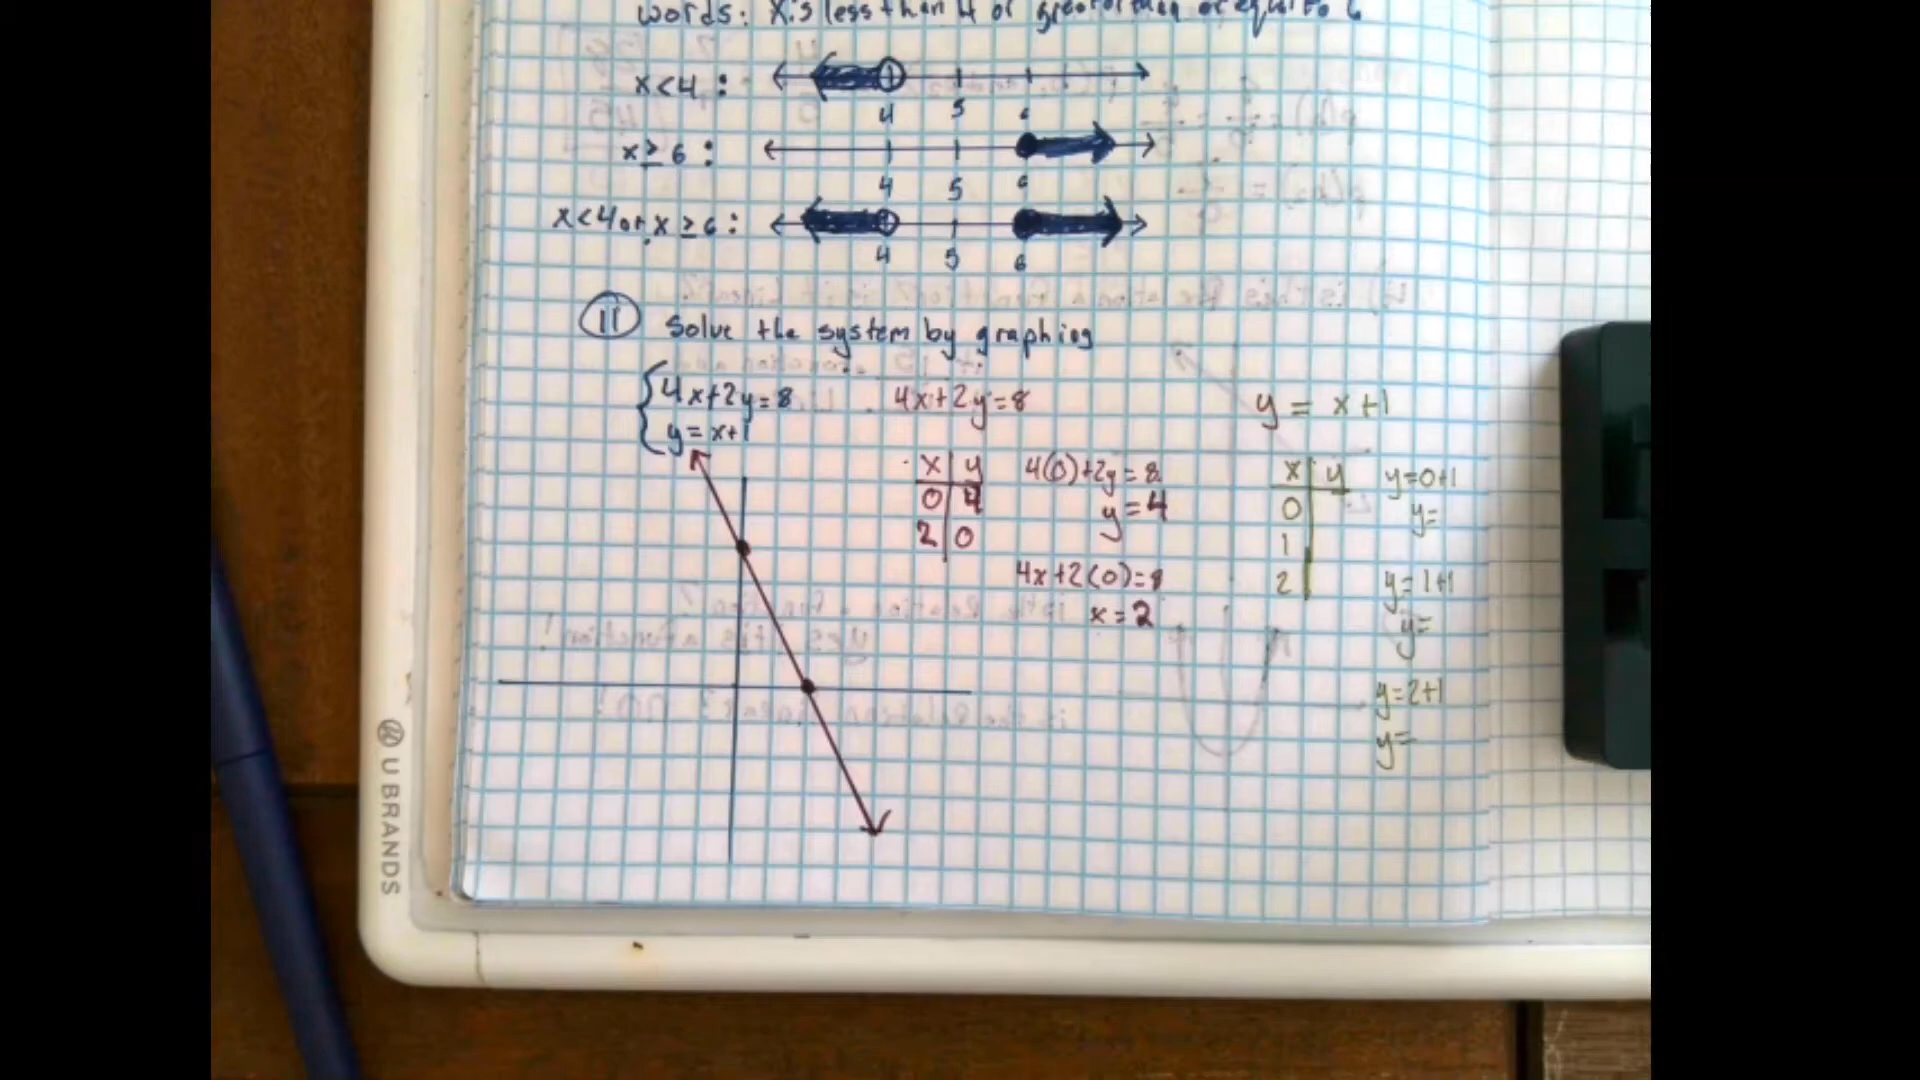 words: X is less than 4 or greater than or equal to 6
x<4:
4 5 6
x≥6:
4 5 6
x<4 or x≥6:
4 5 6
11 Solve the system by graphing
4x+2y=8
y=x+1
4x+2y=8
x y
0 4
2 0
4(0)+2y=8
y=4
4x+2(0)=8
x=2
y=x+1
x y
0
1
2
y=0+1
y=
y=1+1
y=
y=2+1
y=
U BRANDS